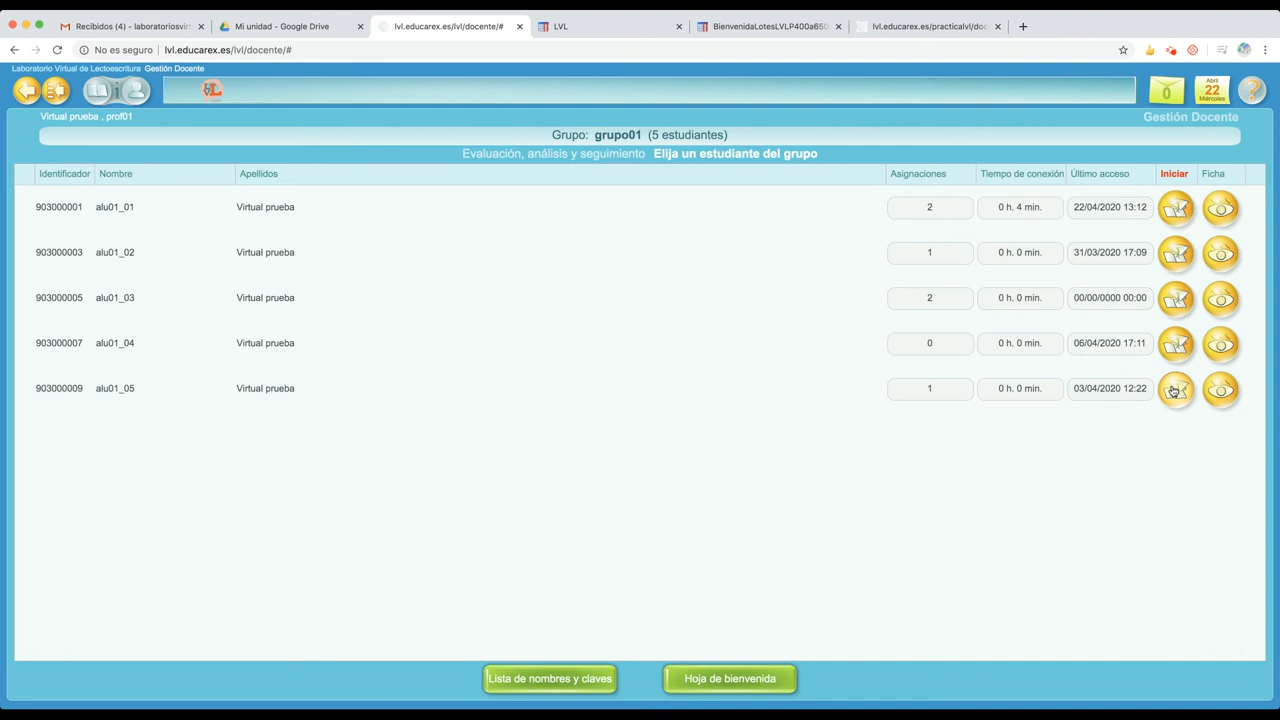 Recibidos (4) - laboratoriosvir
Mi unidad - Google Drive
lvl.educarex.es/lvl/docente/#
LVL
BienvenidaLotesLVLP400a650
lvl.educarex.es/practicalvl/doc
No es seguro lvl.educarex.es/lvl/docente/#
Laboratorio Virtual de Lectoescritura Gestión Docente
0
Abril
22
Miércoles
?
Virtual prueba , prof01
Gestión Docente
Grupo: grupo01 (5 estudiantes)
Evaluación, análisis y seguimiento Elija un estudiante del grupo
Identificador Nombre Apellidos Asignaciones Tiempo de conexión Último acceso Iniciar Ficha
903000001 alu01_01 Virtual prueba 2 0 h. 4 min. 22/04/2020 13:12
903000003 alu01_02 Virtual prueba 1 0 h. 0 min. 31/03/2020 17:09
903000005 alu01_03 Virtual prueba 2 0 h. 0 min. 00/00/0000 00:00
903000007 alu01_04 Virtual prueba 0 0 h. 0 min. 06/04/2020 17:11
903000009 alu01_05 Virtual prueba 1 0 h. 0 min. 03/04/2020 12:22
Lista de nombres y claves
Hoja de bienvenida